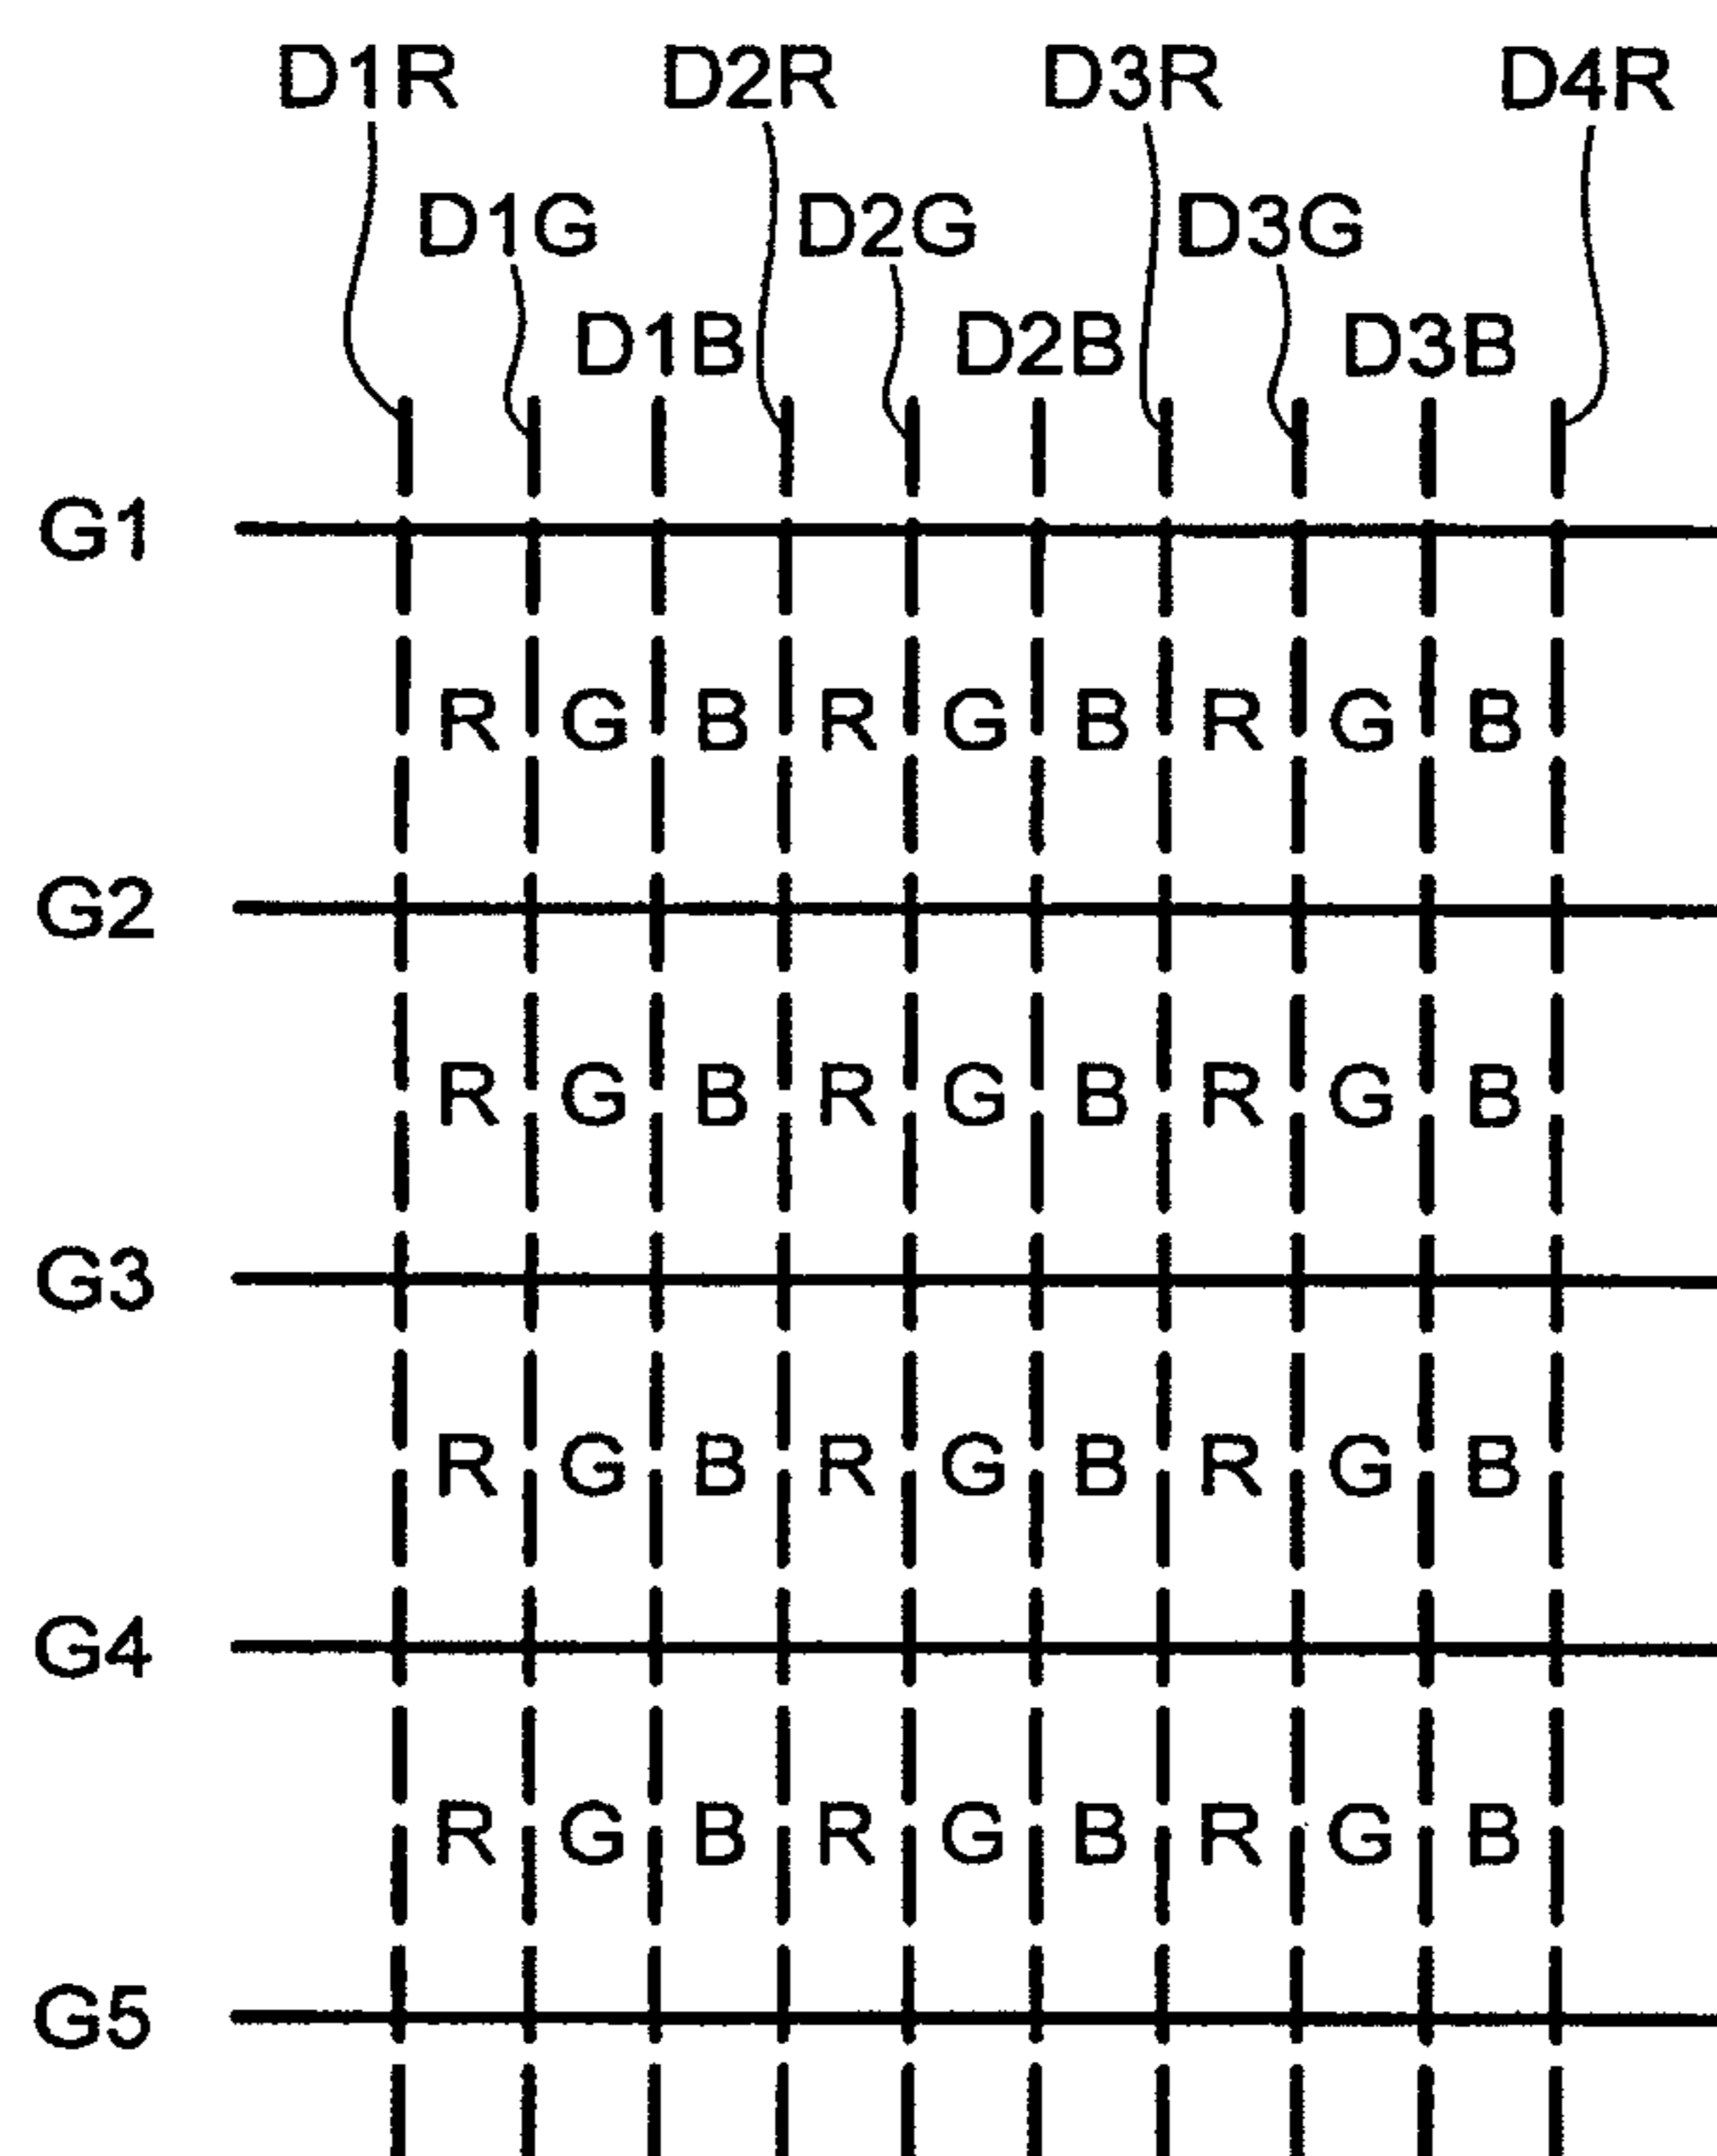 D1R D2R D3R D4R
D1G D2G D3G
D1B D2B D3B
G1
R G B R G B R G B
G2
R G B R G B R G B
G3
R G B R G B R G B
G4
R G B R G B R G B
G5